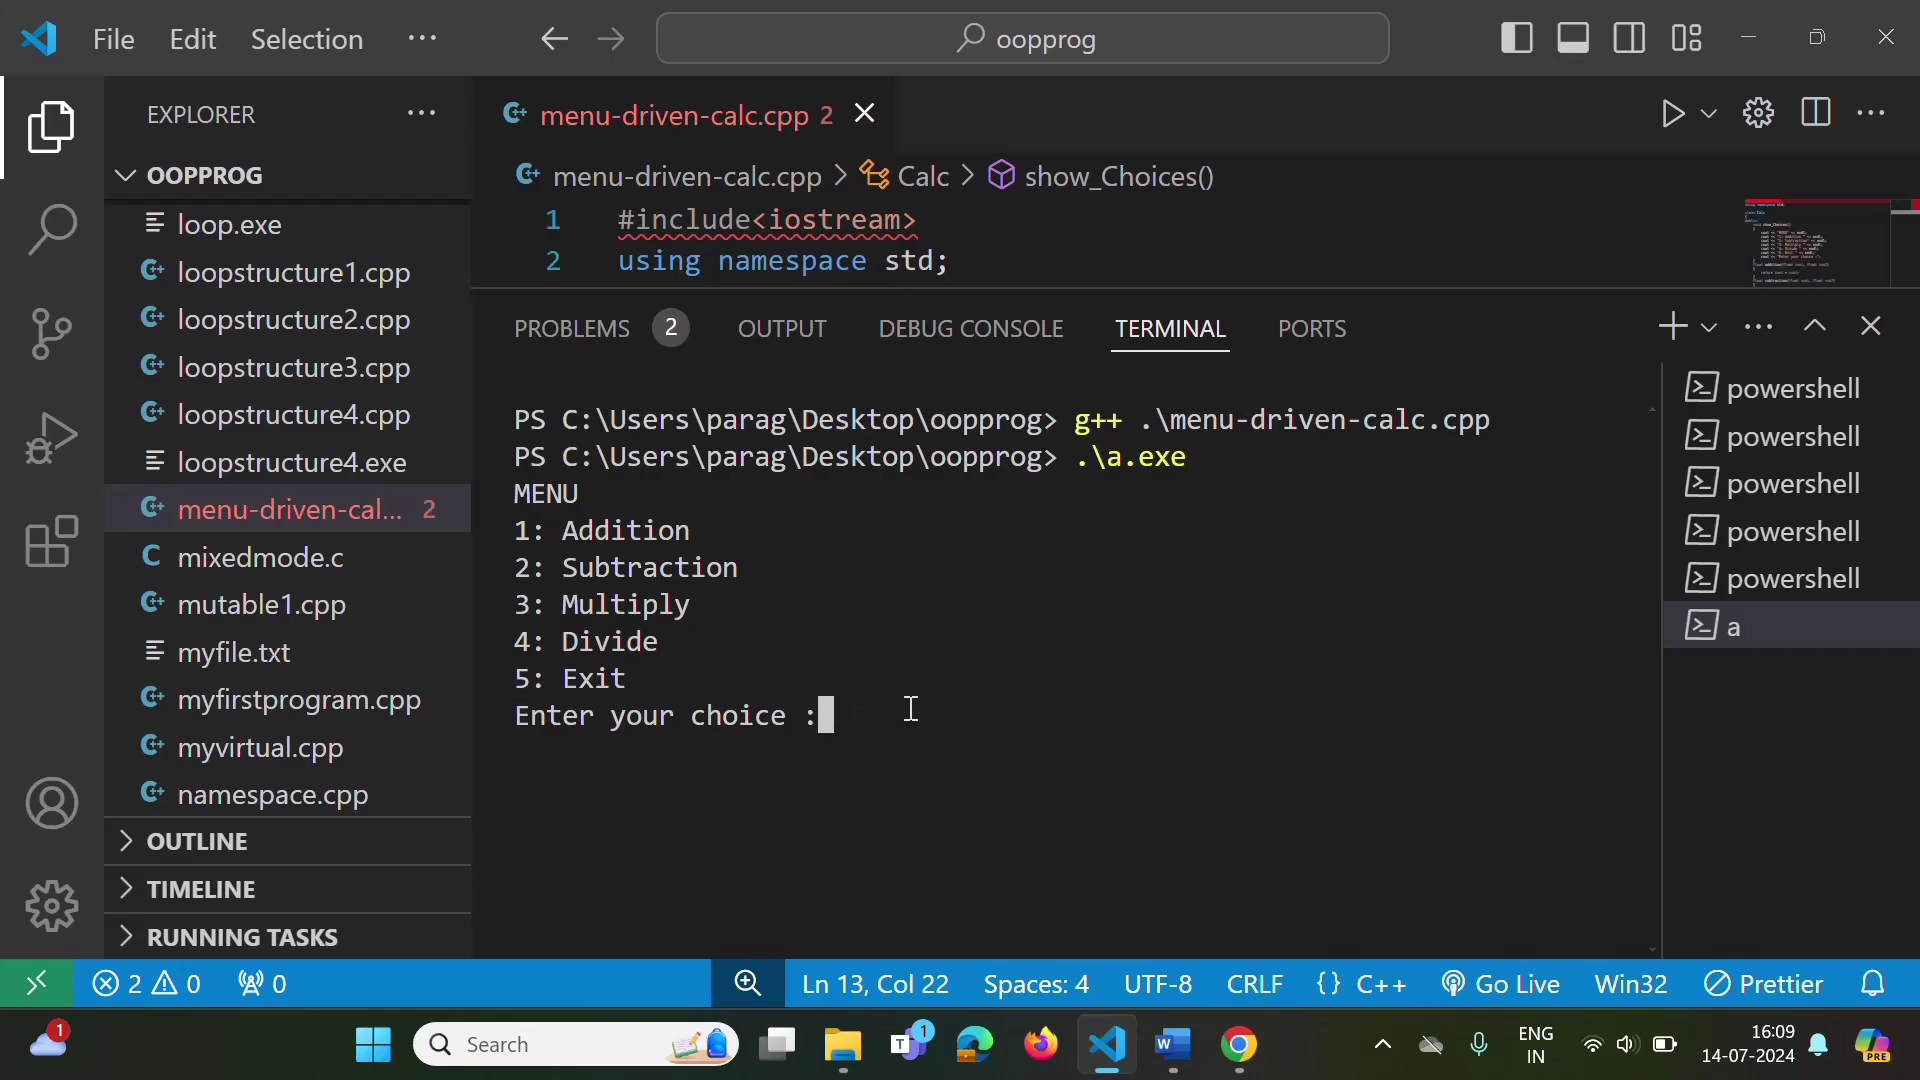 File Edit Selection ··· oopprog
EXPLORER ···
OOPPROG
loop.exe
loopstructure1.cpp
loopstructure2.cpp
loopstructure3.cpp
loopstructure4.cpp
loopstructure4.exe
menu-driven-cal... 2
mixedmode.c
mutable1.cpp
myfile.txt
myfirstprogram.cpp
myvirtual.cpp
namespace.cpp
OUTLINE
TIMELINE
RUNNING TASKS
menu-driven-calc.cpp 2
menu-driven-calc.cpp > Calc > show_Choices()
1 #include<iostream>
2 using namespace std;
PROBLEMS 2 OUTPUT DEBUG CONSOLE TERMINAL PORTS
PS C:\Users\parag\Desktop\oopprog> g++ .\menu-driven-calc.cpp
PS C:\Users\parag\Desktop\oopprog> .\a.exe
MENU
1: Addition
2: Subtraction
3: Multiply
4: Divide
5: Exit
Enter your choice :
powershell
powershell
powershell
powershell
powershell
a
2 0 0 Ln 13, Col 22 Spaces: 4 UTF-8 CRLF {} C++ Go Live Win32 Prettier
1 Search 1 ENG IN 16:09 14-07-2024 PRE